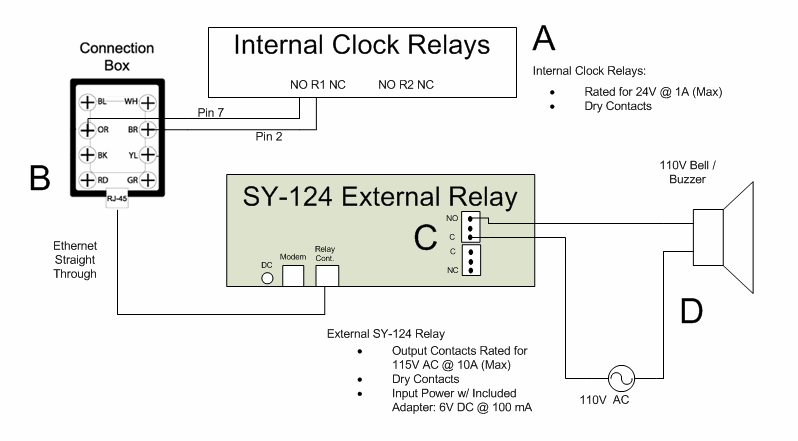 Connection
Box
Internal Clock Relays
NO R1 NC
NO R2 NC
A
Internal Clock Relays:
• Rated for 24V @ 1A (Max)
• Dry Contacts
BL
WH
OR
BR
BK
YL
RD
GR
RJ-45
Pin 7
Pin 2
B
Ethernet
Straight
Through
SY-124 External Relay
C
NO
C
C
NC
DC
Modem
Relay
Cont.
110V Bell /
Buzzer
D
110V AC
External SY-124 Relay
• Output Contacts Rated for
115V AC @ 10A (Max)
• Dry Contacts
• Input Power w/ Included
Adapter: 6V DC @ 100 mA